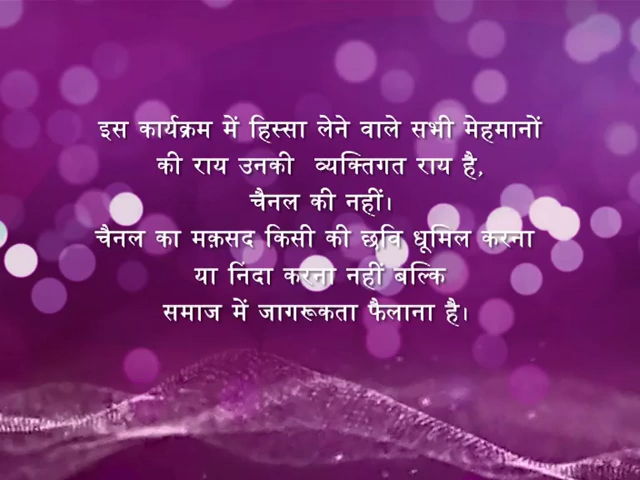 इस कार्यक्रम में हिस्सा लेने वाले सभी मेहमानों
की राय उनकी व्यक्तिगत राय है,
चैनल की नहीं।
चैनल का मक़सद किसी की छवि धूमिल करना
या निंदा करना नहीं बल्कि
समाज में जागरूकता फैलाना है।